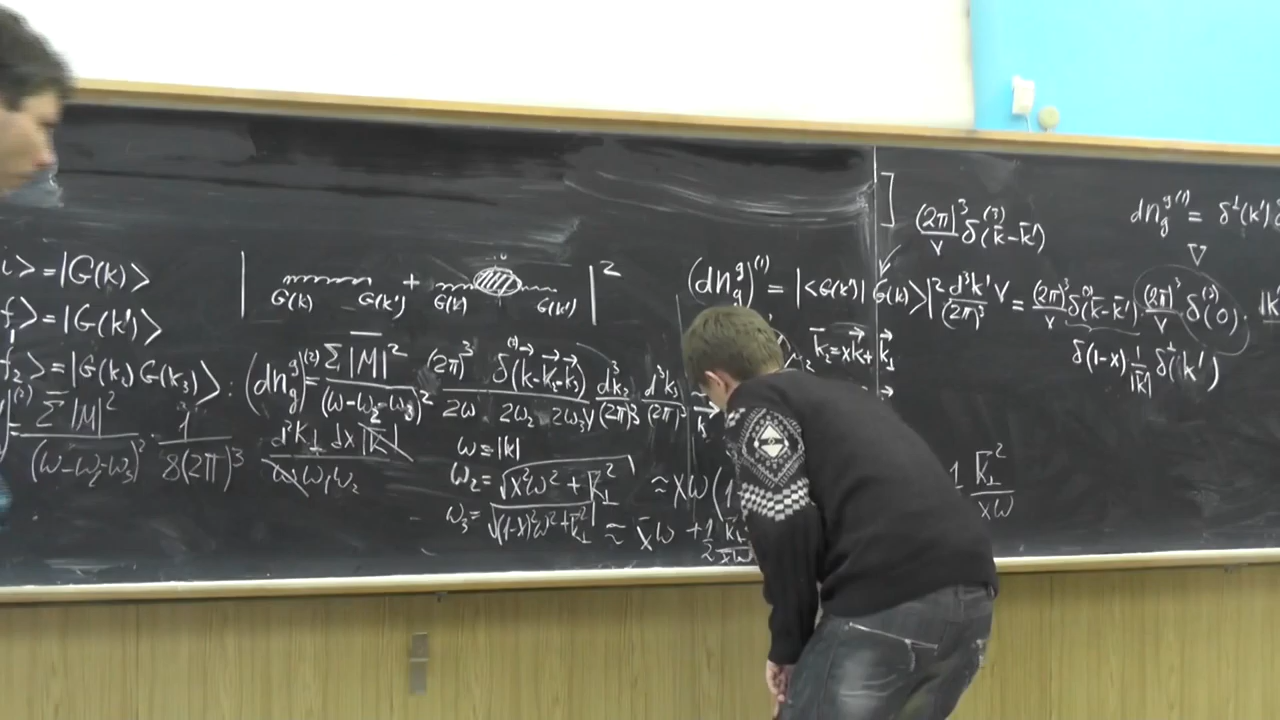 i> = |G(k)>
f> = |G(k')>
f₂> = |G(k₂) G(k₃)> :
| G(k) G(k') + G(k) G(k') |²
(dn_g^g)^(2) = Σ|M|² / (ω-ω₂-ω₃)² (2π)³ δ^(3)(k⃗-k⃗₂-k⃗₃) / 2ω 2ω₂ 2ω₃V d³k₂/(2π)³ d³k₃/(2π)³
= Σ|M|² / (ω-ω₂-ω₃)² · 1 / 8(2π)³ d²k⊥ dx |k| / ω ω₁ω₂
ω = |k|
ω₂ = √(x²ω² + k⊥²) ≈ xω (1
ω₃ = √((1-x)²ω² + k⊥²) ≈ x̄ω + 1/2 k⊥² / x̄ω
(dn_g^g)^(1) = |<G(k')| G(k)>|² d³k'/(2π)³ V = (2π)³/V δ^(3)(k̄-k̄') · (2π)³/V δ^(3)(0) ·
]
(2π)³/V δ^(3)(k̄-k̄')
δ(1-x) 1/|k| δ^⊥(k')
k̄₂ = xk⃗ +
1 k⊥² / xω
dn_g^g(1) = δ^⊥(k')